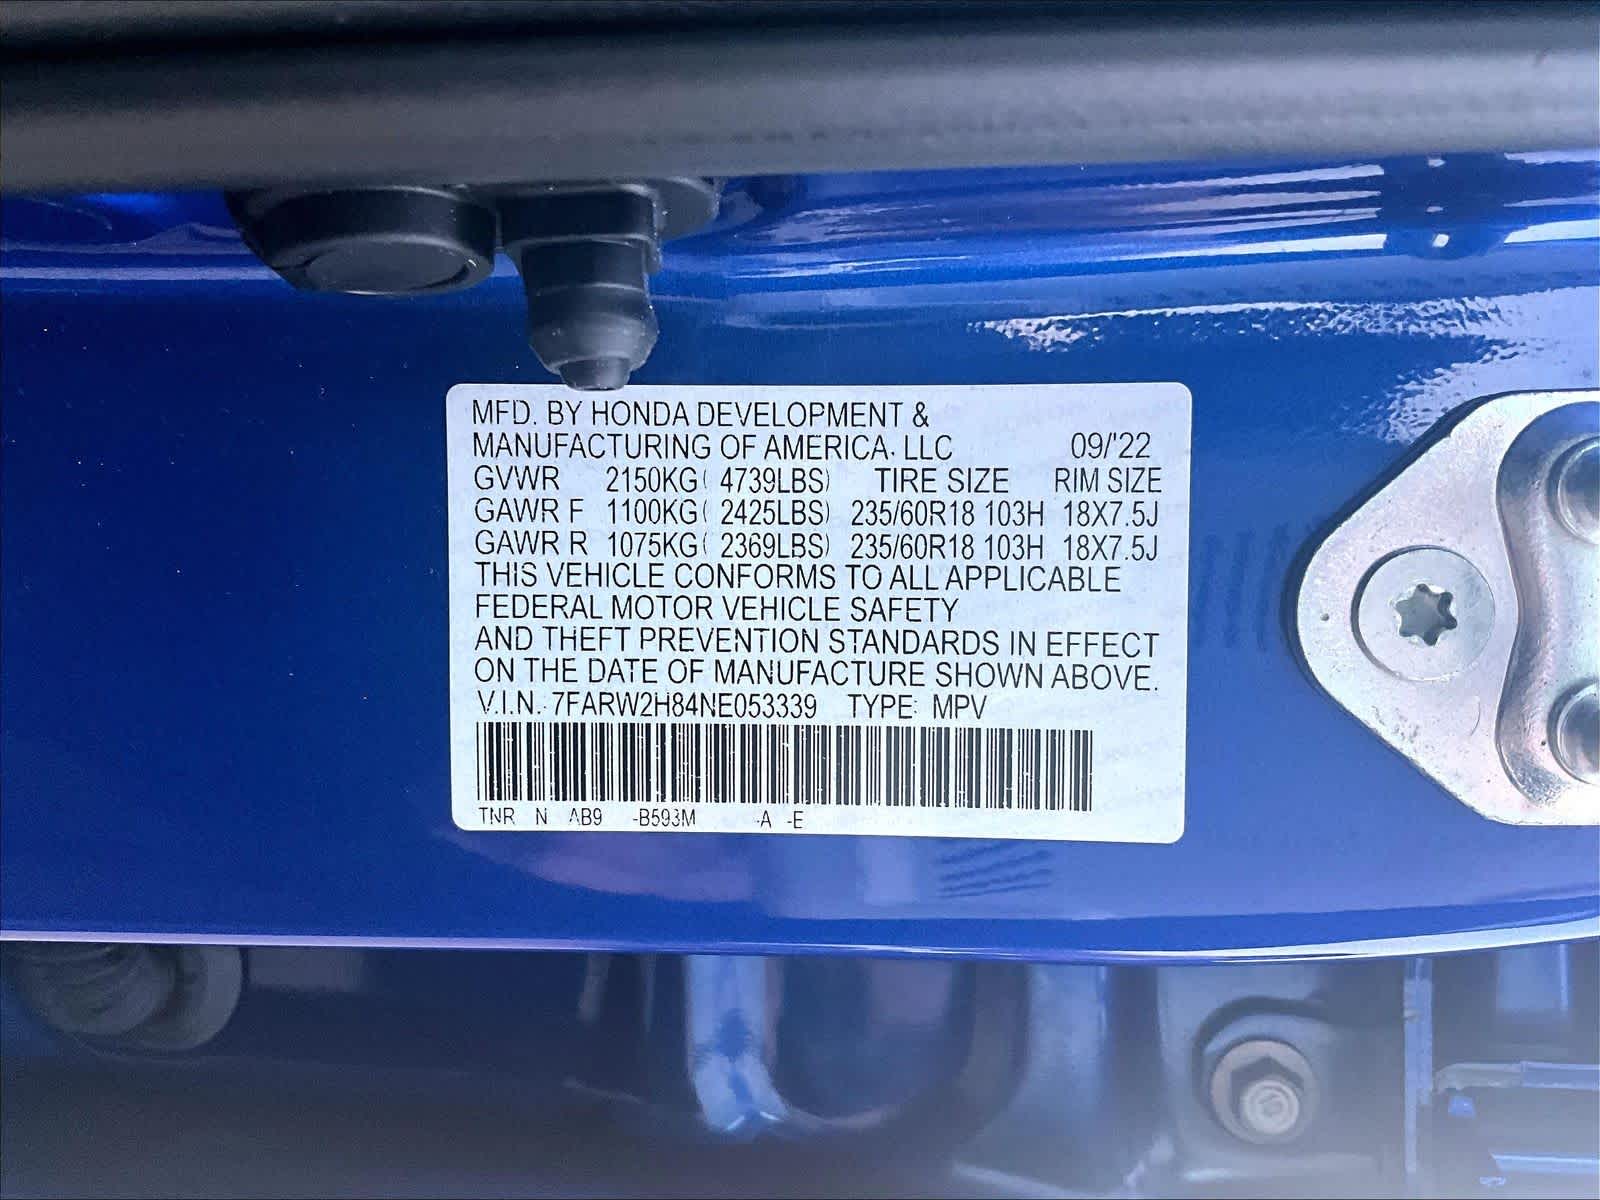 MFD. BY HONDA DEVELOPMENT &
MANUFACTURING OF AMERICA, LLC 09/'22
GVWR 2150KG( 4739LBS) TIRE SIZE RIM SIZE
GAWR F 1100KG( 2425LBS) 235/60R18 103H 18X7.5J
GAWR R 1075KG( 2369LBS) 235/60R18 103H 18X7.5J
THIS VEHICLE CONFORMS TO ALL APPLICABLE
FEDERAL MOTOR VEHICLE SAFETY
AND THEFT PREVENTION STANDARDS IN EFFECT
ON THE DATE OF MANUFACTURE SHOWN ABOVE.
V.I.N.: 7FARW2H84NE053339 TYPE: MPV
TNR N AB9 -B593M -A -E